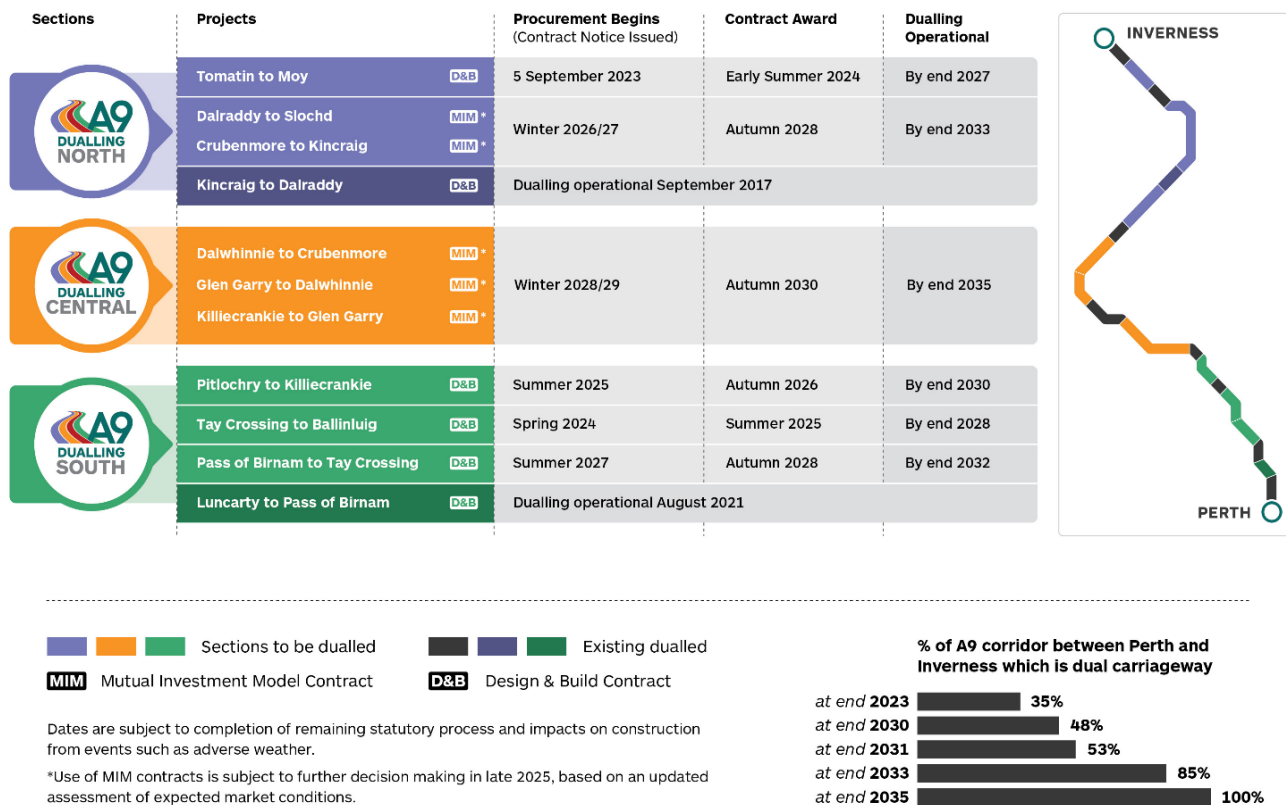 Sections Projects Procurement Begins Contract Award Dualling
(Contract Notice Issued) Operational
INVERNESS
A9
DUALLING
NORTH
Tomatin to Moy D&B 5 September 2023 Early Summer 2024 By end 2027
Dalraddy to Slochd MIM *
Winter 2026/27 Autumn 2028 By end 2033
Crubenmore to Kincraig MIM *
Kincraig to Dalraddy D&B Dualling operational September 2017
A9
DUALLING
CENTRAL
Dalwhinnie to Crubenmore MIM *
Glen Garry to Dalwhinnie MIM * Winter 2028/29 Autumn 2030 By end 2035
Killiecrankie to Glen Garry MIM *
A9
DUALLING
SOUTH
Pitlochry to Killiecrankie D&B Summer 2025 Autumn 2026 By end 2030
Tay Crossing to Ballinluig D&B Spring 2024 Summer 2025 By end 2028
Pass of Birnam to Tay Crossing D&B Summer 2027 Autumn 2028 By end 2032
Luncarty to Pass of Birnam D&B Dualling operational August 2021
PERTH
Sections to be dualled Existing dualled
MIM Mutual Investment Model Contract D&B Design & Build Contract
Dates are subject to completion of remaining statutory process and impacts on construction
from events such as adverse weather.
*Use of MIM contracts is subject to further decision making in late 2025, based on an updated
assessment of expected market conditions.
% of A9 corridor between Perth and
Inverness which is dual carriageway
at end 2023 35%
at end 2030 48%
at end 2031 53%
at end 2033 85%
at end 2035 100%